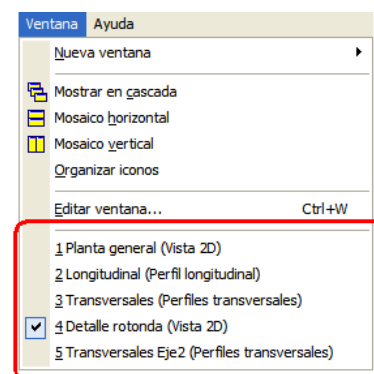 Ventana Ayuda
Nueva ventana
Mostrar en cascada
Mosaico horizontal
Mosaico vertical
Organizar iconos
Editar ventana... Ctrl+W
1 Planta general (Vista 2D)
2 Longitudinal (Perfil longitudinal)
3 Transversales (Perfiles transversales)
4 Detalle rotonda (Vista 2D)
5 Transversales Eje2 (Perfiles transversales)